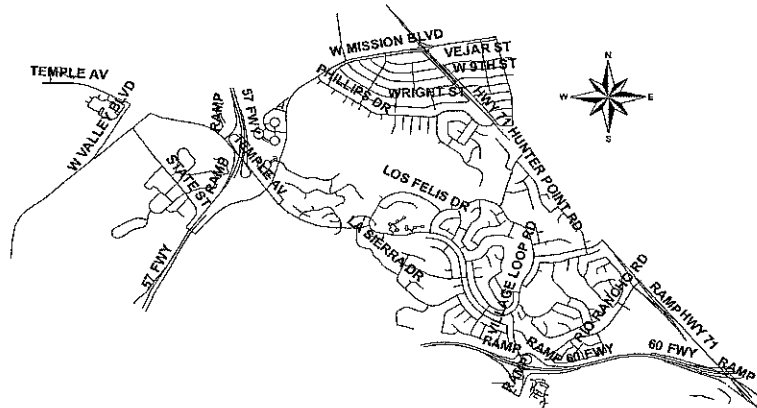 W MISSION BLVD
VEJAR ST
W 9TH ST
TEMPLE AV
W VALLEY BLVD
PHILLIPS DR
WRIGHT ST
HWY 71
HUNTER POINT RD
N
W
E
S
RAMP
57 FWY
TEMPLE AV
STATE ST
RAMP
57 FWY
LOS FELIS DR
LA SIERRA DR
VILLAGE LOOP RD
RIO RANCHO RD
RAMP
HWY 71
RAMP
RAMP
60 FWY
60 FWY
RAMP
RAMP